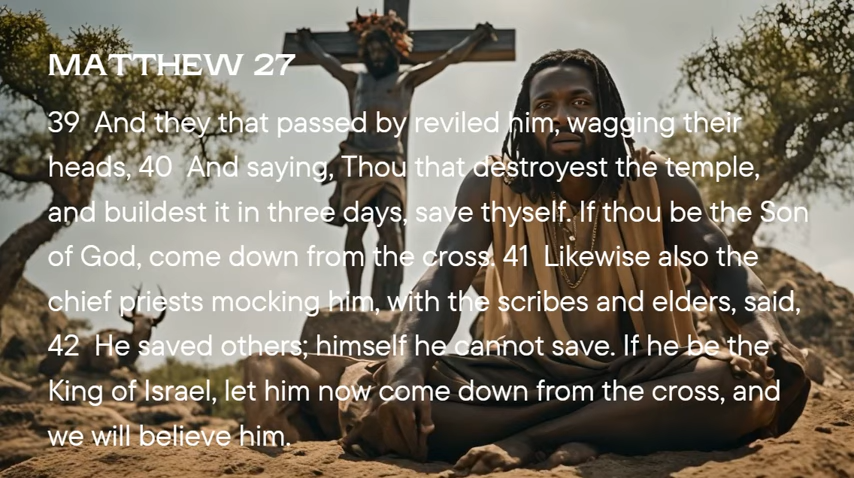 MATTHEW 27
39 And they that passed by reviled him, wagging their
heads, 40 And saying, Thou that destroyest the temple,
and buildest it in three days, save thyself. If thou be the Son
of God, come down from the cross. 41 Likewise also the
chief priests mocking him, with the scribes and elders, said,
42 He saved others; himself he cannot save. If he be the
King of Israel, let him now come down from the cross, and
we will believe him.